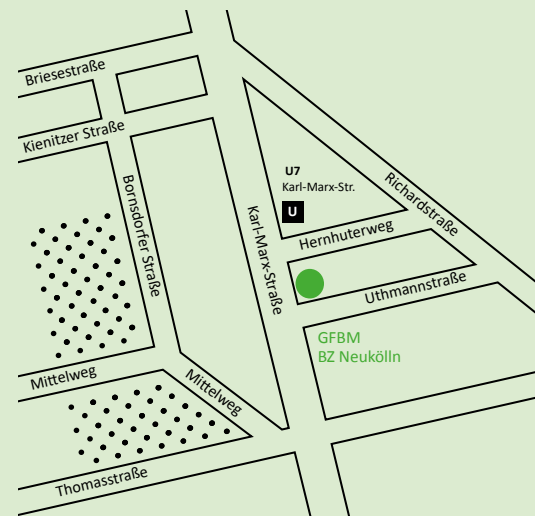 Briesestraße
Kienitzer Straße
Bornsdorfer Straße
U7
Karl-Marx-Str.
U
Richardstraße
Karl-Marx-Straße
Hernhuterweg
Uthmannstraße
GFBM
BZ Neukölln
Mittelweg
Mittelweg
Thomasstraße